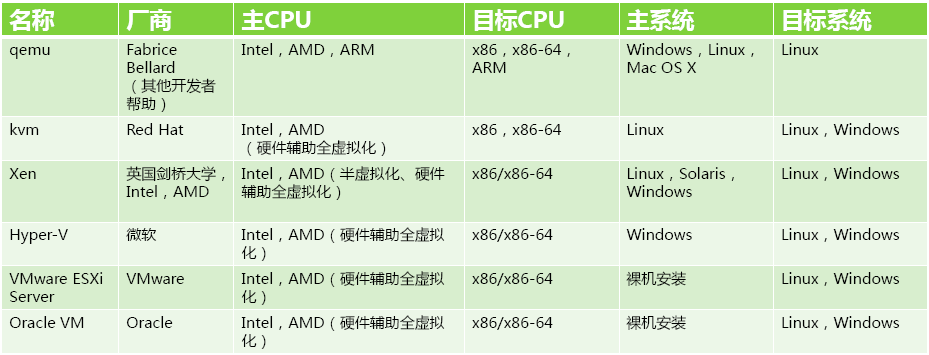 名称 厂商 主CPU 目标CPU 主系统 目标系统
qemu Fabrice Intel，AMD，ARM x86，x86-64， Windows，Linux， Linux
Bellard ARM Mac OS X
（其他开发者
帮助）
kvm Red Hat Intel，AMD x86，x86-64 Linux Linux，Windows
（硬件辅助全虚拟化）
Xen 英国剑桥大学， Intel，AMD（半虚拟化、硬件 x86/x86-64 Linux，Solaris， Linux，Windows
Intel，AMD 辅助全虚拟化） Windows
Hyper-V 微软 Intel，AMD（硬件辅助全虚拟 x86/x86-64 Windows Linux，Windows
化）
VMware ESXi VMware Intel，AMD（硬件辅助全虚拟 x86/x86-64 裸机安装 Linux，Windows
Server 化）
Oracle VM Oracle Intel，AMD（硬件辅助全虚拟 x86/x86-64 裸机安装 Linux，Windows
化）